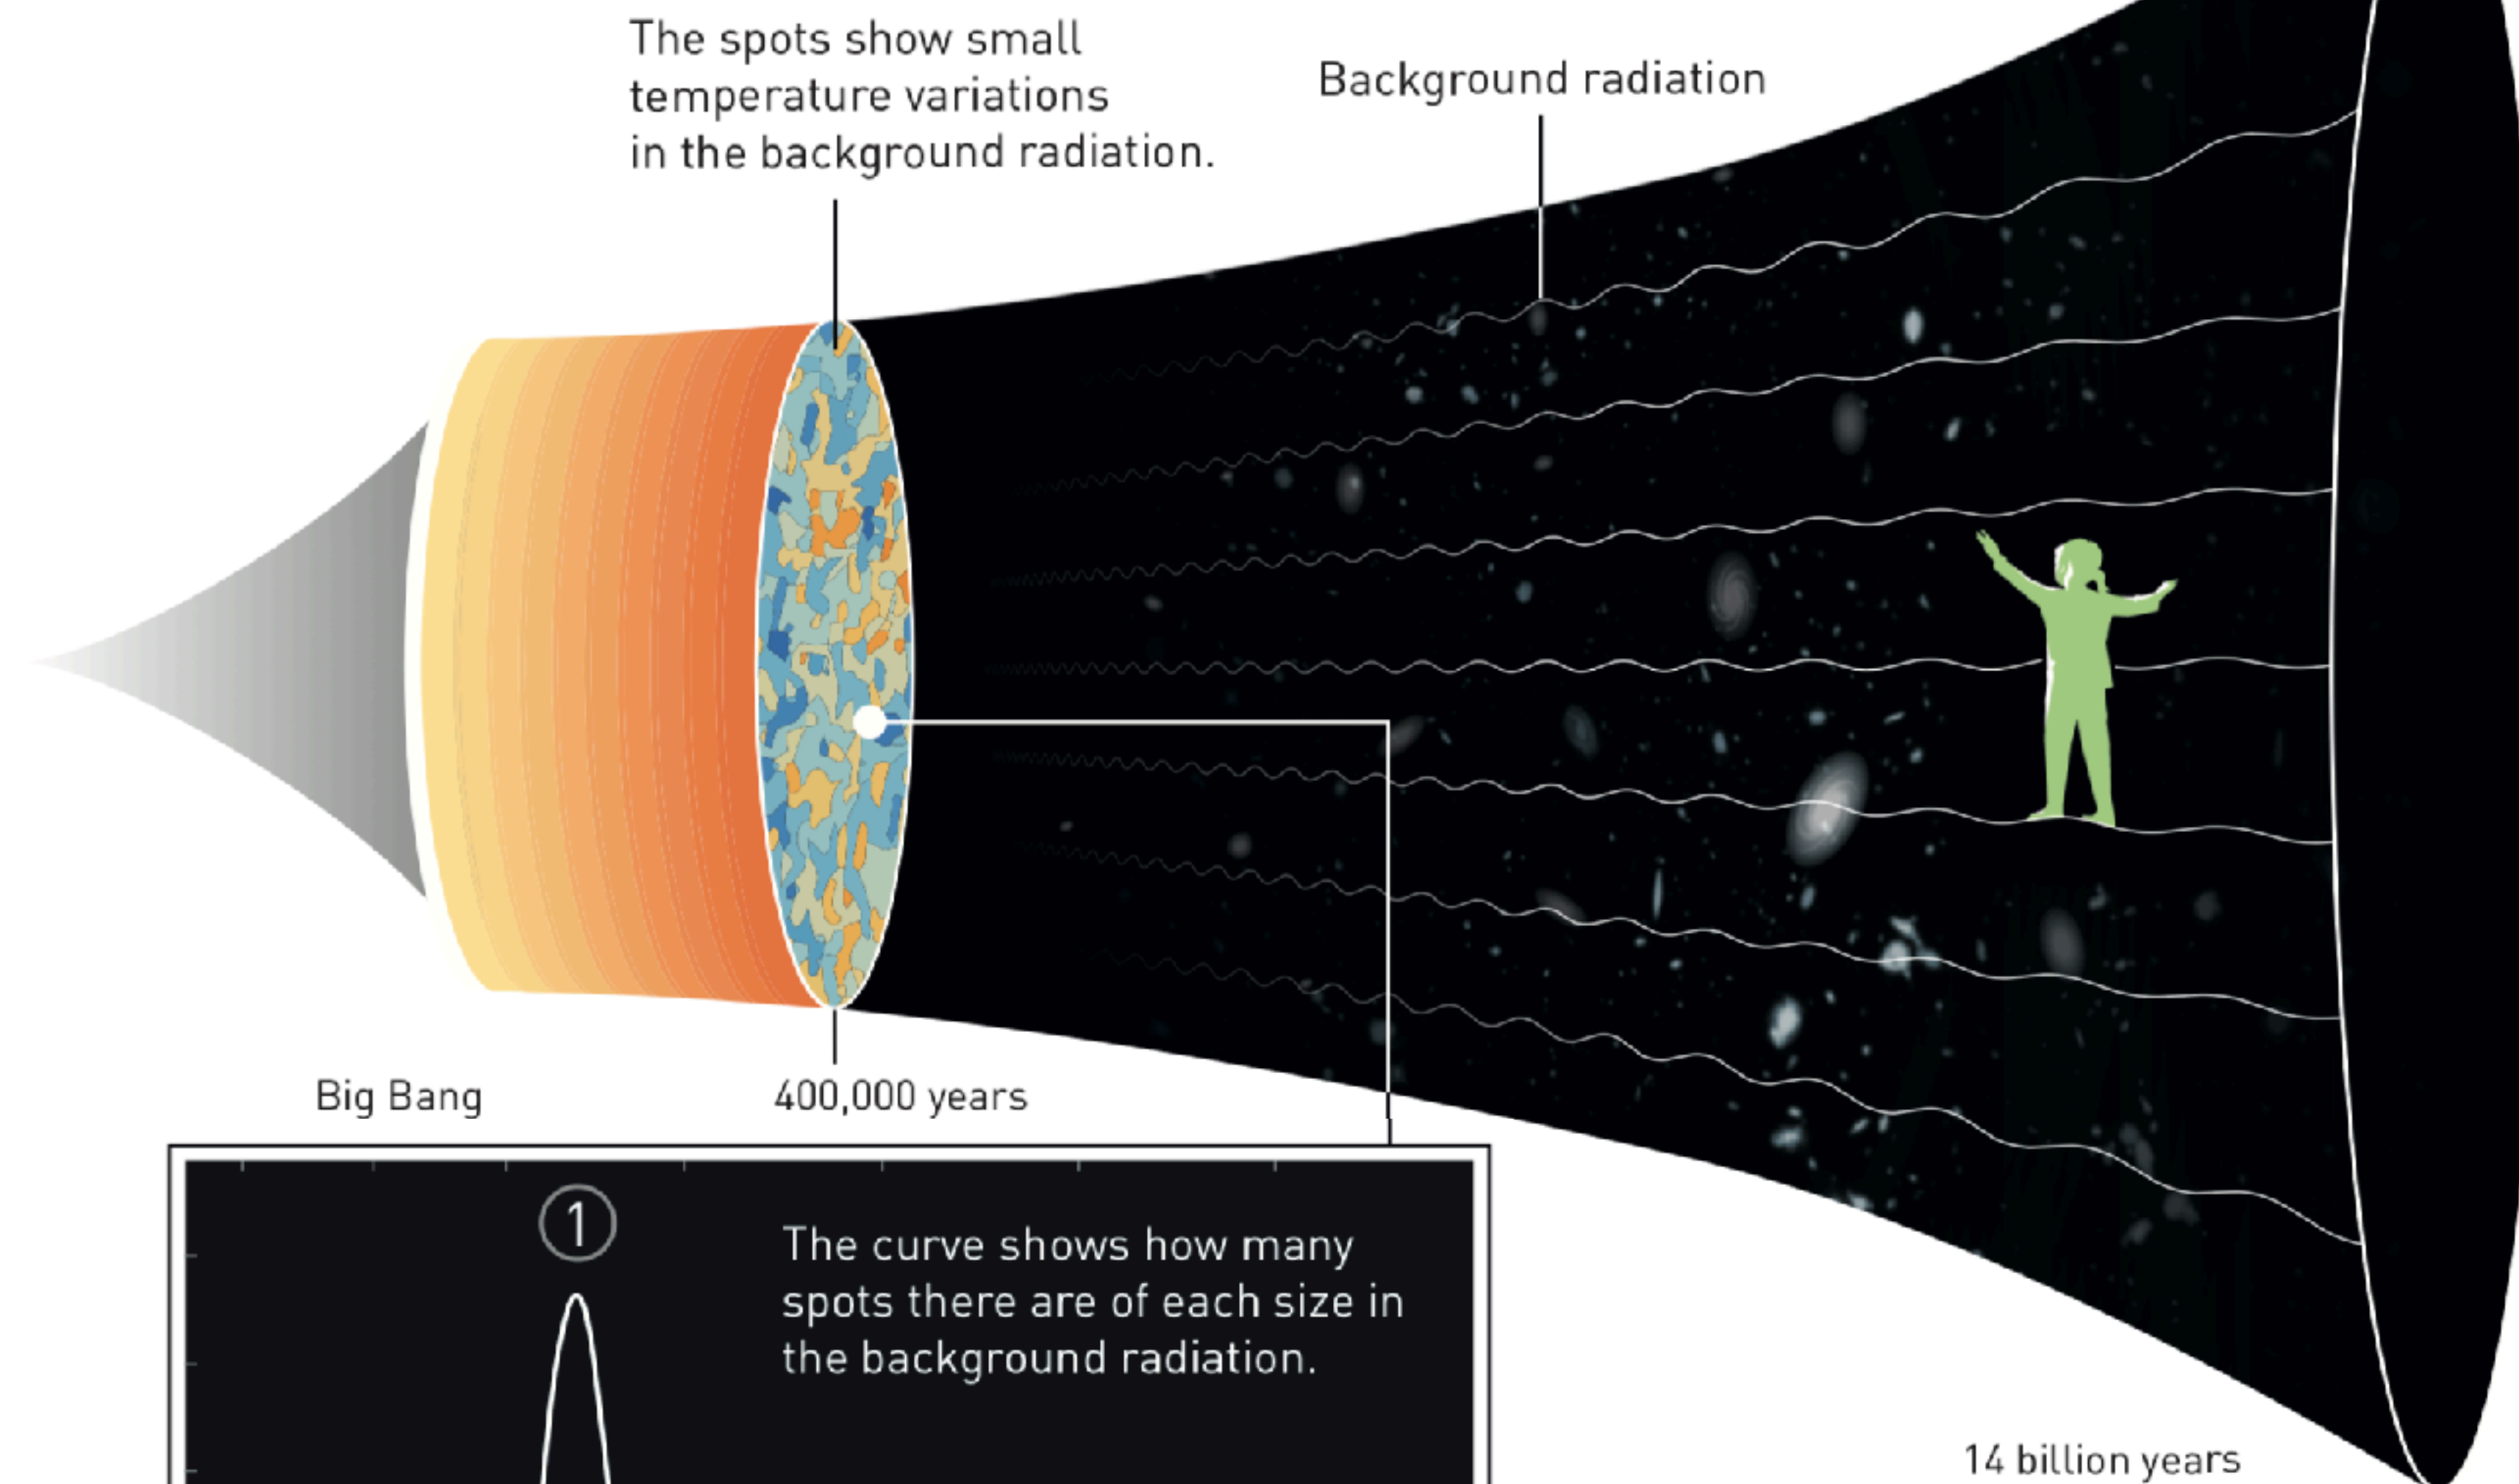 The spots show small
temperature variations
in the background radiation.
Background radiation
Big Bang
400,000 years
1
The curve shows how many
spots there are of each size in
the background radiation.
14 billion years